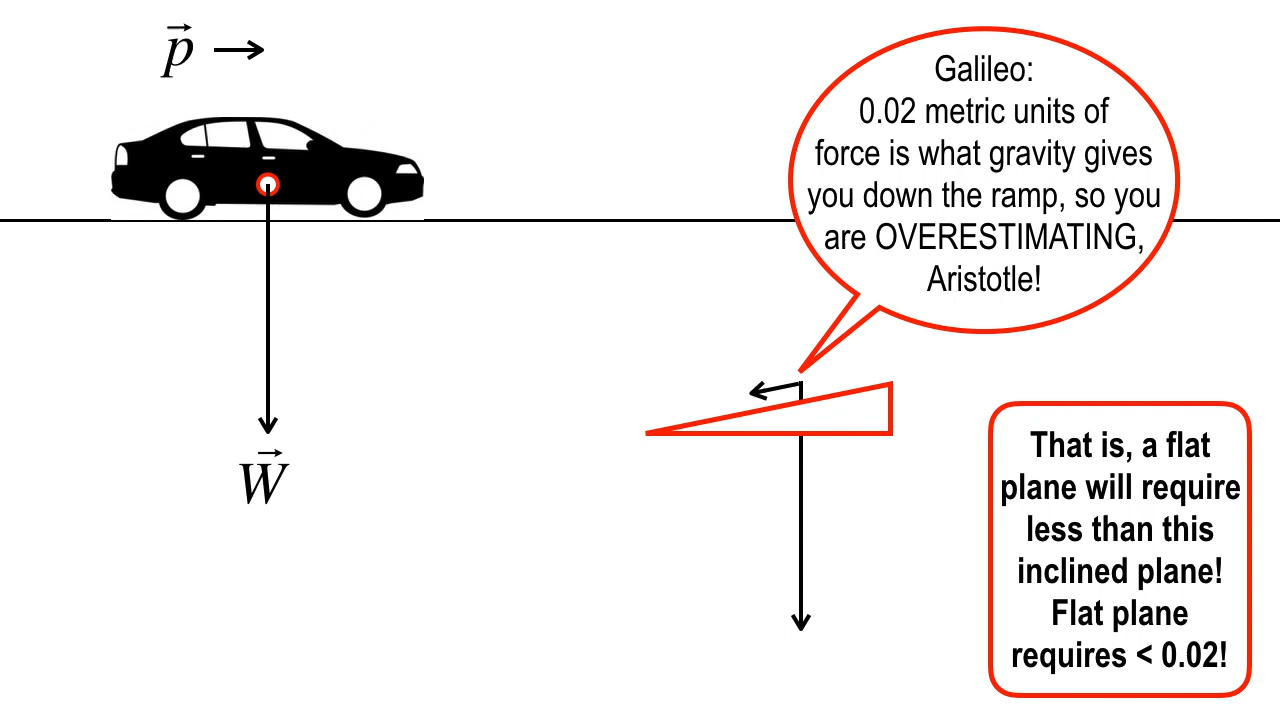 p⃗ →
W⃗
Galileo:
0.02 metric units of
force is what gravity gives
you down the ramp, so you
are OVERESTIMATING,
Aristotle!
That is, a flat
plane will require
less than this
inclined plane!
Flat plane
requires < 0.02!